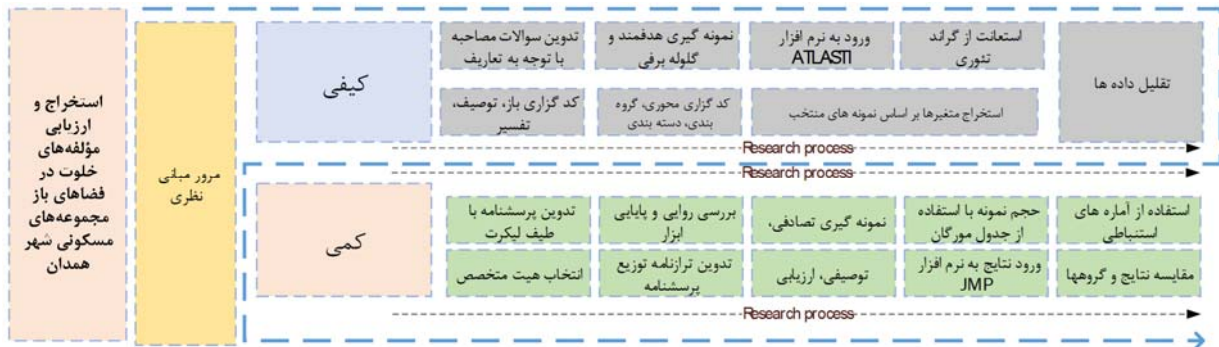 استخراج و
ارزیابی
مؤلفه‌های
خلوت در
فضاهای باز
مجموعه‌های
مسکونی شهر
همدان
مرور مبانی
نظری
کیفی
تدوین سوالات مصاحبه
با توجه به تعاریف
نمونه گیری هدفمند و
گلوله برفی
ورود به نرم افزار
ATLASTI
استعانت از گراند
تئوری
تقلیل داده ها
کد گزاری باز، توصیف،
تفسیر
کد گزاری محوری، گروه
بندی، دسته بندی
استخراج متغیرها بر اساس نمونه های منتخب
Research process
Research process
کمی
تدوین پرسشنامه با
طیف لیکرت
بررسی روایی و پایایی
ابزار
نمونه گیری تصادفی،
حجم نمونه با استفاده
از جدول مورگان
استفاده از آماره های
استنباطی
انتخاب هیت متخصص
تدوین ترازنامه توزیع
پرسشنامه
توصیفی، ارزیابی
ورود نتایج به نرم افزار
JMP
مقایسه نتایج و گروهها
Research process